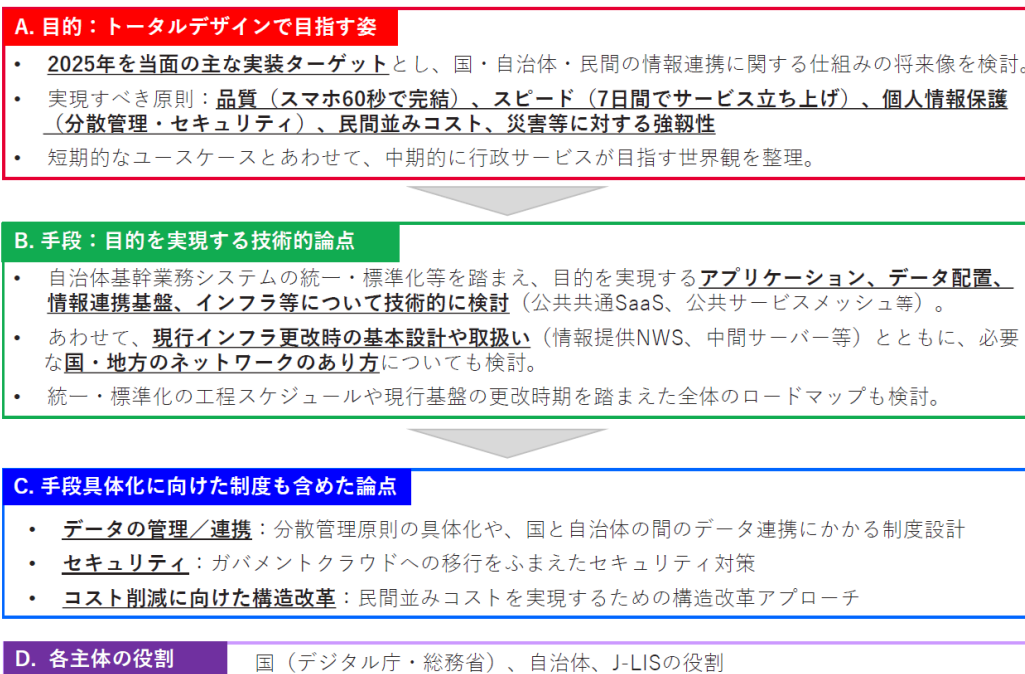 A. 目的：トータルデザインで目指す姿
• 2025年を当面の主な実装ターゲットとし、国・自治体・民間の情報連携に関する仕組みの将来像を検討。
• 実現すべき原則：品質（スマホ60秒で完結）、スピード（7日間でサービス立ち上げ）、個人情報保護
（分散管理・セキュリティ）、民間並みコスト、災害等に対する強靱性
• 短期的なユースケースとあわせて、中期的に行政サービスが目指す世界観を整理。
B. 手段：目的を実現する技術的論点
• 自治体基幹業務システムの統一・標準化等を踏まえ、目的を実現するアプリケーション、データ配置、
情報連携基盤、インフラ等について技術的に検討（公共共通SaaS、公共サービスメッシュ等）。
• あわせて、現行インフラ更改時の基本設計や取扱い（情報提供NWS、中間サーバー等）とともに、必要
な国・地方のネットワークのあり方についても検討。
• 統一・標準化の工程スケジュールや現行基盤の更改時期を踏まえた全体のロードマップも検討。
C. 手段具体化に向けた制度も含めた論点
• データの管理／連携：分散管理原則の具体化や、国と自治体の間のデータ連携にかかる制度設計
• セキュリティ：ガバメントクラウドへの移行をふまえたセキュリティ対策
• コスト削減に向けた構造改革：民間並みコストを実現するための構造改革アプローチ
D. 各主体の役割 国（デジタル庁・総務省）、自治体、J-LISの役割